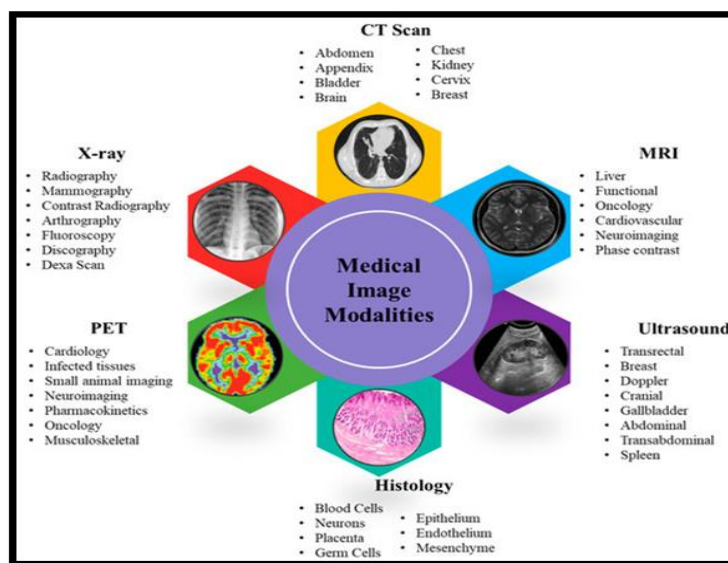 CT Scan
• Abdomen
• Appendix
• Bladder
• Brain
• Chest
• Kidney
• Cervix
• Breast
X-ray
• Radiography
• Mammography
• Contrast Radiography
• Arthrography
• Fluoroscopy
• Discography
• Dexa Scan
MRI
• Liver
• Functional
• Oncology
• Cardiovascular
• Neuroimaging
• Phase contrast
Medical
Image
Modalities
PET
• Cardiology
• Infected tissues
• Small animal imaging
• Neuroimaging
• Pharmacokinetics
• Oncology
• Musculoskeletal
Ultrasound
• Transrectal
• Breast
• Doppler
• Cranial
• Gallbladder
• Abdominal
• Transabdominal
• Spleen
Histology
• Blood Cells
• Neurons
• Placenta
• Germ Cells
• Epithelium
• Endothelium
• Mesenchyme